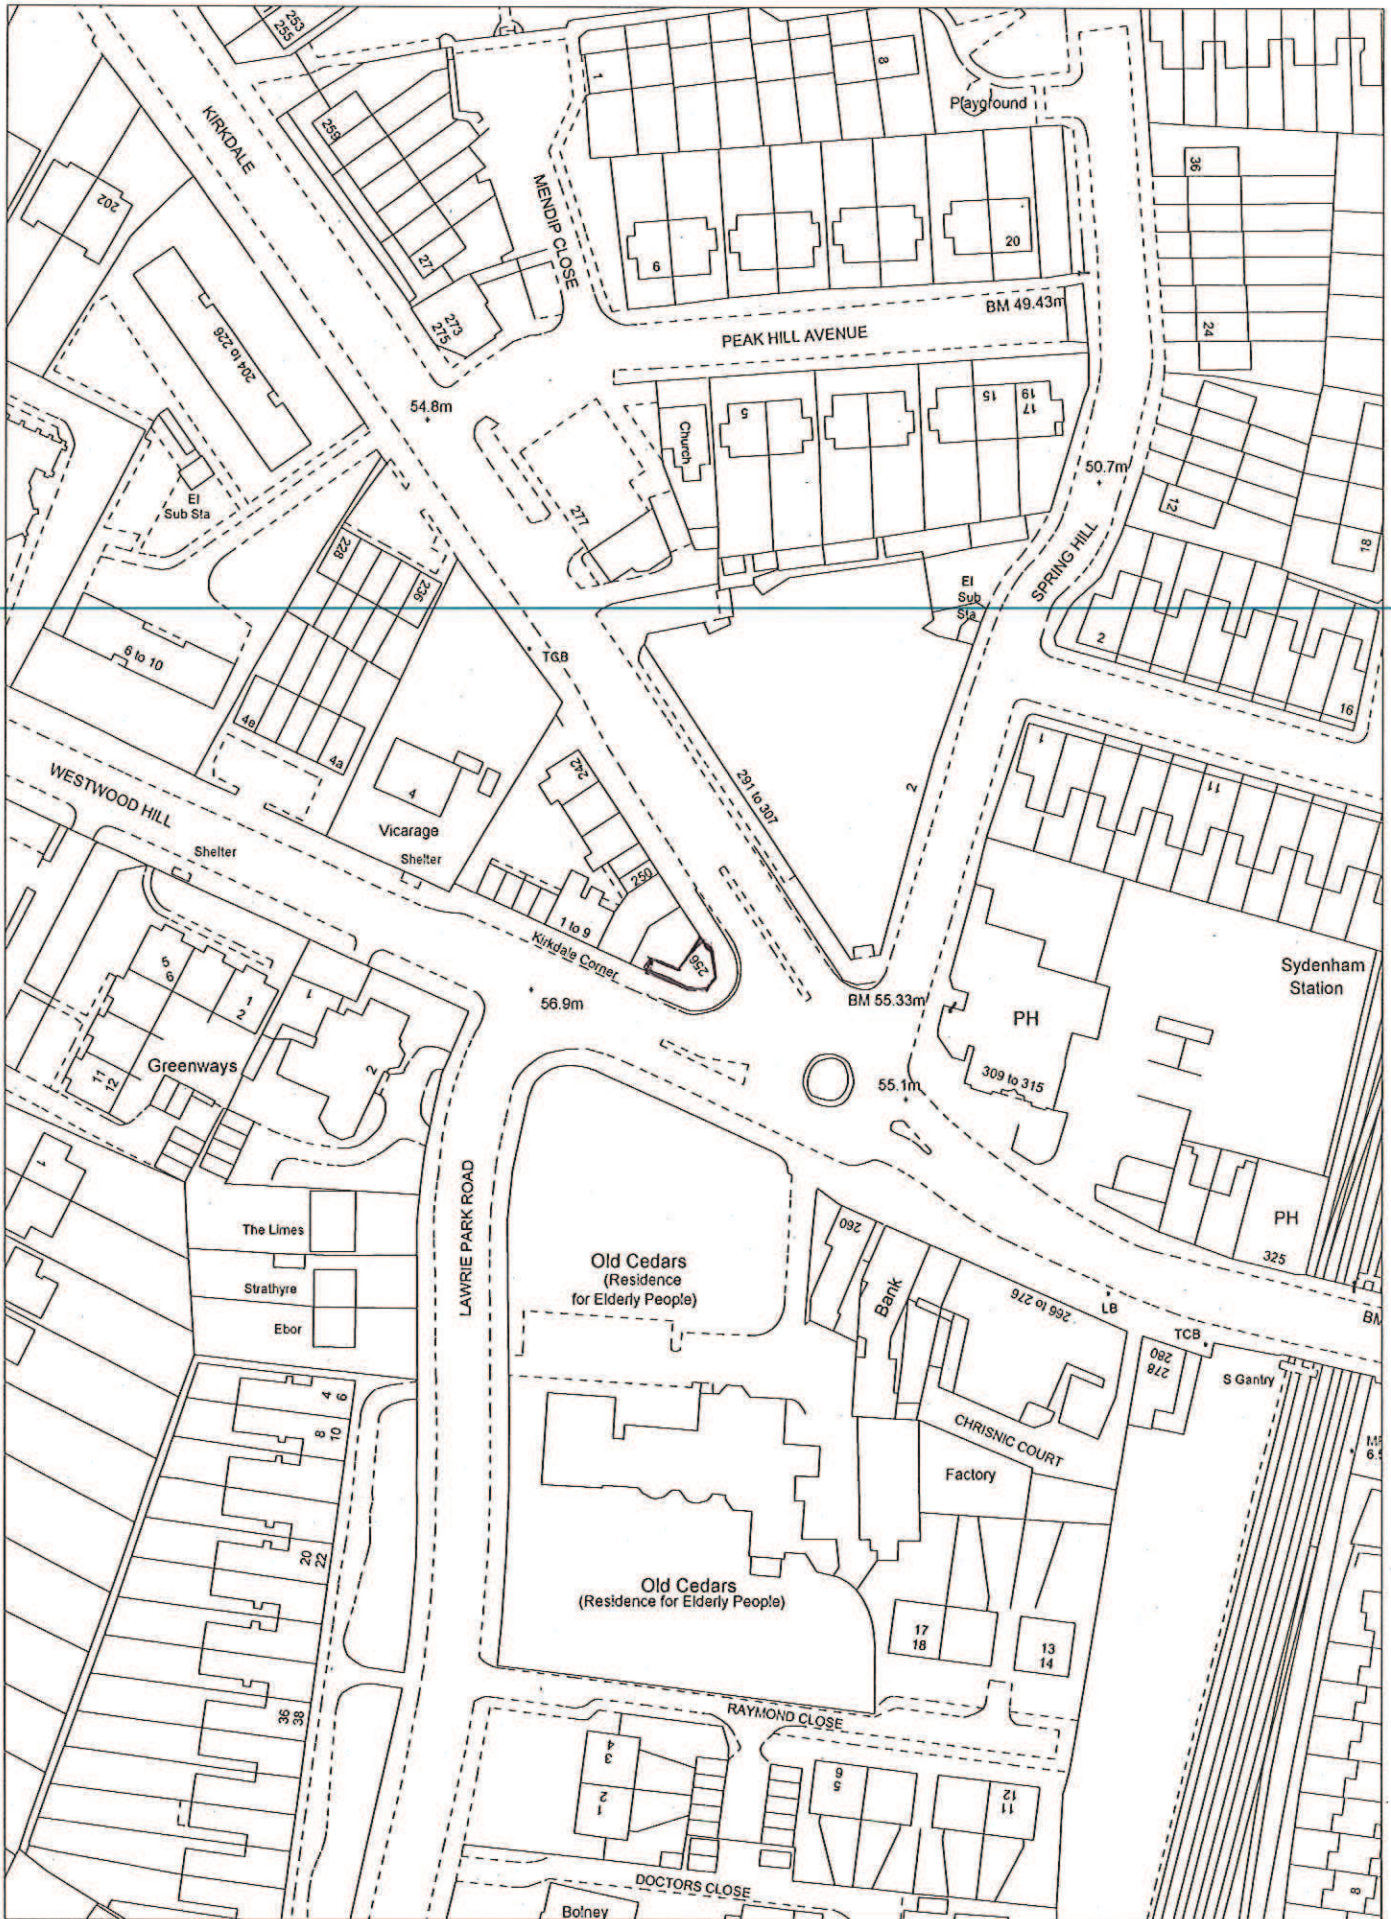 253
255
KIRKDALE
259
271
1
8
Playground
36
202
MENDIP CLOSE
6
20
BM 49.43m
24
273
275
PEAK HILL AVENUE
204 to 226
54.8m
5
15
19
17
Church
50.7m
12
18
El
Sub Sta
277
228
236
SPRING HILL
El
Sub
Sta
2
16
6 to 10
TCB
4a
WESTWOOD HILL
4
Vicarage
242
291 to 307
2
1
11
Shelter
Shelter
250
1 to 9
Kirkdale Corner
256
56.9m
BM 55.33m
Sydenham
Station
PH
5
6
1
2
1
2
Greenways
11
12
309 to 315
55.1m
1
LAWRIE PARK ROAD
The Limes
Strathyre
Ebor
Old Cedars
(Residence
for Elderly People)
260
Bank
266 to 276
LB
TCB
PH
325
BM
278
280
S Gantry
4
6
8
10
CHRISNIC COURT
Factory
20
22
Old Cedars
(Residence for Elderly People)
17
18
13
14
36
38
RAYMOND CLOSE
3
4
1
2
5
6
11
12
DOCTORS CLOSE
Bolney
8